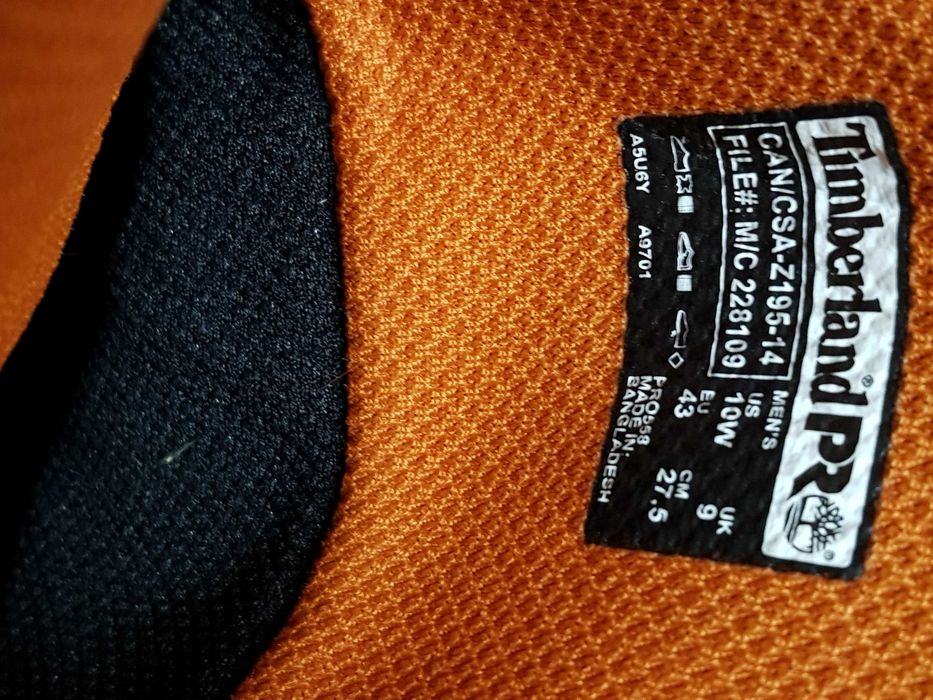 Timberland PRO®
CAN/CSA-Z195-14
FILE#: M/C 228109
MEN'S
US UK
10W 9
EU CM
43 27.5
PRO558
MADE IN:
BANGLADESH
A5U6Y A9701